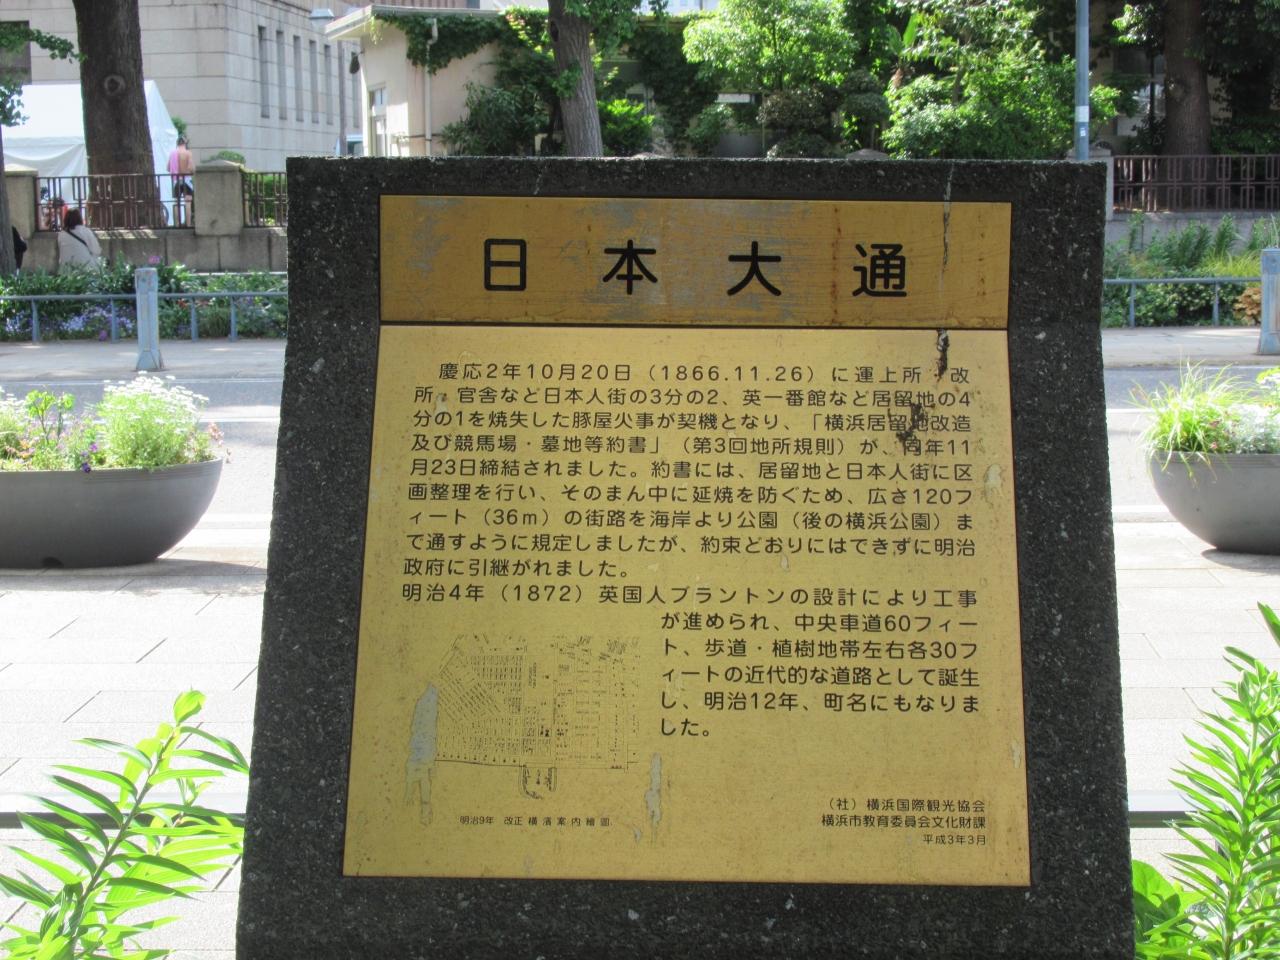 日本大通
慶応2年10月20日（1866.11.26）に運上所・改
所・官舎など日本人街の3分の2、英一番館など居留地の4
分の1を焼失した豚屋火事が契機となり、「横浜居留地改造
及び競馬場・墓地等約書」（第3回地所規則）が、同年11
月23日締結されました。約書には、居留地と日本人街に区
画整理を行い、そのまん中に延焼を防ぐため、広さ120フ
ィート（36m）の街路を海岸より公園（後の横浜公園）ま
で通すように規定しましたが、約束どおりにはできずに明治
政府に引継がれました。
明治4年（1872）英国人ブラントンの設計により工事
が進められ、中央車道60フィー
ト、歩道・植樹地帯左右各30フ
ィートの近代的な道路として誕生
し、明治12年、町名にもなりま
した。
明治9年 改正横濱案内繪圖
（社）横浜国際観光協会
横浜市教育委員会文化財課
平成3年3月